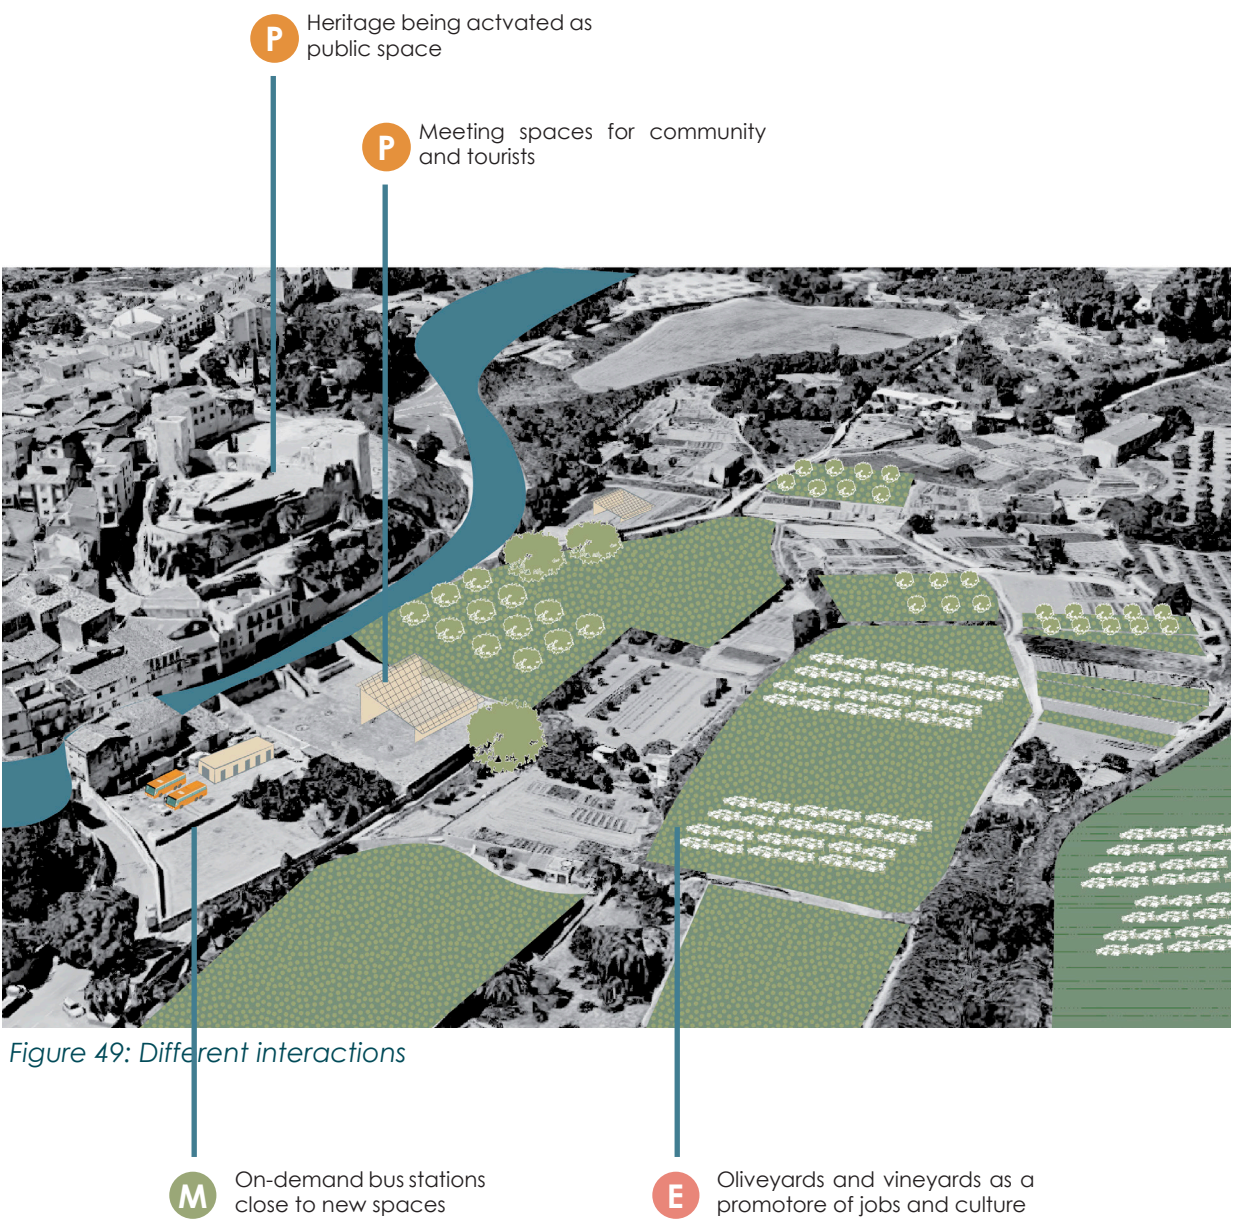 P
Heritage being actvated as
public space
P
Meeting spaces for community
and tourists
Figure 49: Different interactions
M
On-demand bus stations
close to new spaces
E
Oliveyards and vineyards as a
promotore of jobs and culture